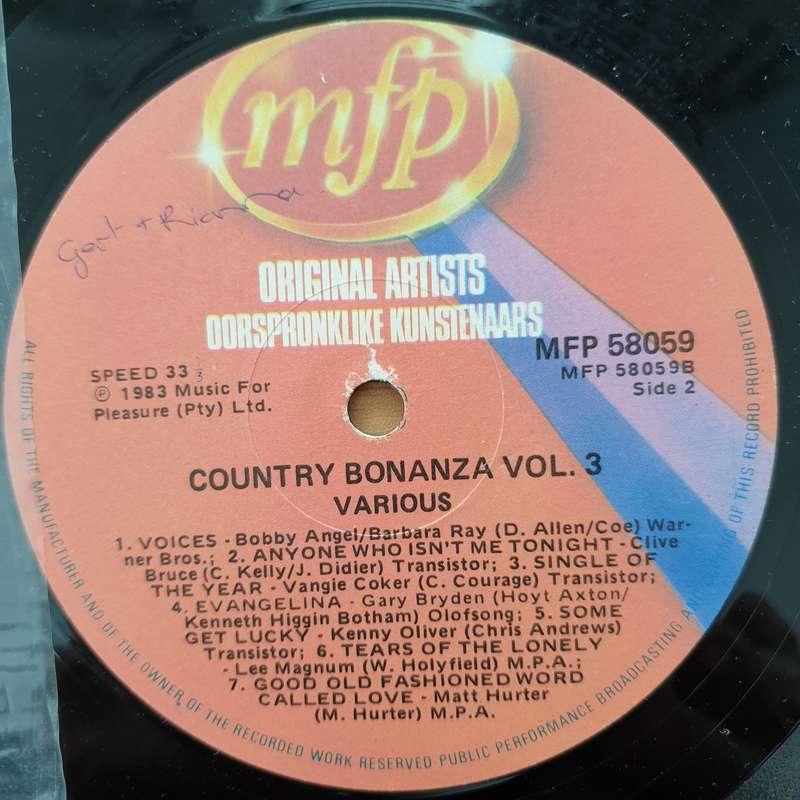 mfp
Gert + Rianna
ORIGINAL ARTISTS
OORSPRONKLIKE KUNSTENAARS
MFP 58059
MFP 58059B
Side 2
SPEED 33
℗ 1983 Music For
Pleasure (Pty) Ltd.
COUNTRY BONANZA VOL. 3
VARIOUS
1. VOICES - Bobby Angel/Barbara Ray (D. Allen/Coe) War-
ner Bros.; 2. ANYONE WHO ISN'T ME TONIGHT - Clive
Bruce (C. Kelly/J. Didier) Transistor; 3. SINGLE OF
THE YEAR - Vangie Coker (C. Courage) Transistor;
4. EVANGELINA - Gary Bryden (Hoyt Axton/
Kenneth Higgin Botham) Olofsong; 5. SOME
GET LUCKY - Kenny Oliver (Chris Andrews)
Transistor; 6. TEARS OF THE LONELY
- Lee Magnum (W. Holyfield) M.P.A.;
7. GOOD OLD FASHIONED WORD
CALLED LOVE - Matt Hurter
(M. Hurter) M.P.A.
ALL RIGHTS OF THE MANUFACTURER AND OF THE OWNER OF THE RECORDED WORK RESERVED PUBLIC PERFORMANCE BROADCASTING AND OF THIS RECORD PROHIBITED